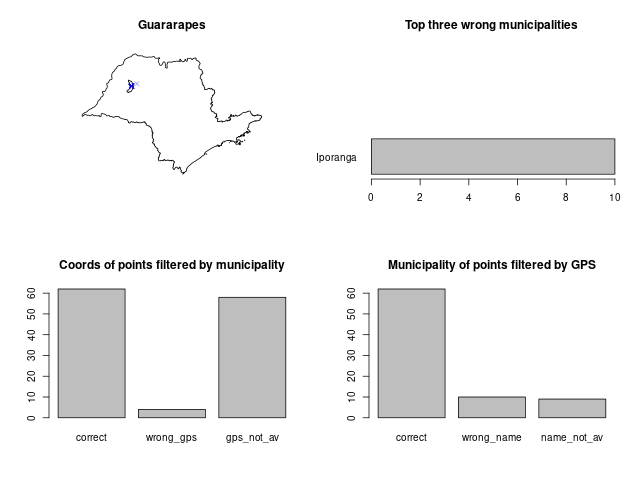 Guararapes
Top three wrong municipalities
Iporanga
0 2 4 6 8 10
Coords of points filtered by municipality
0 10 20 30 40 50 60
correct wrong_gps gps_not_av
Municipality of points filtered by GPS
0 10 20 30 40 50 60
correct wrong_name name_not_av